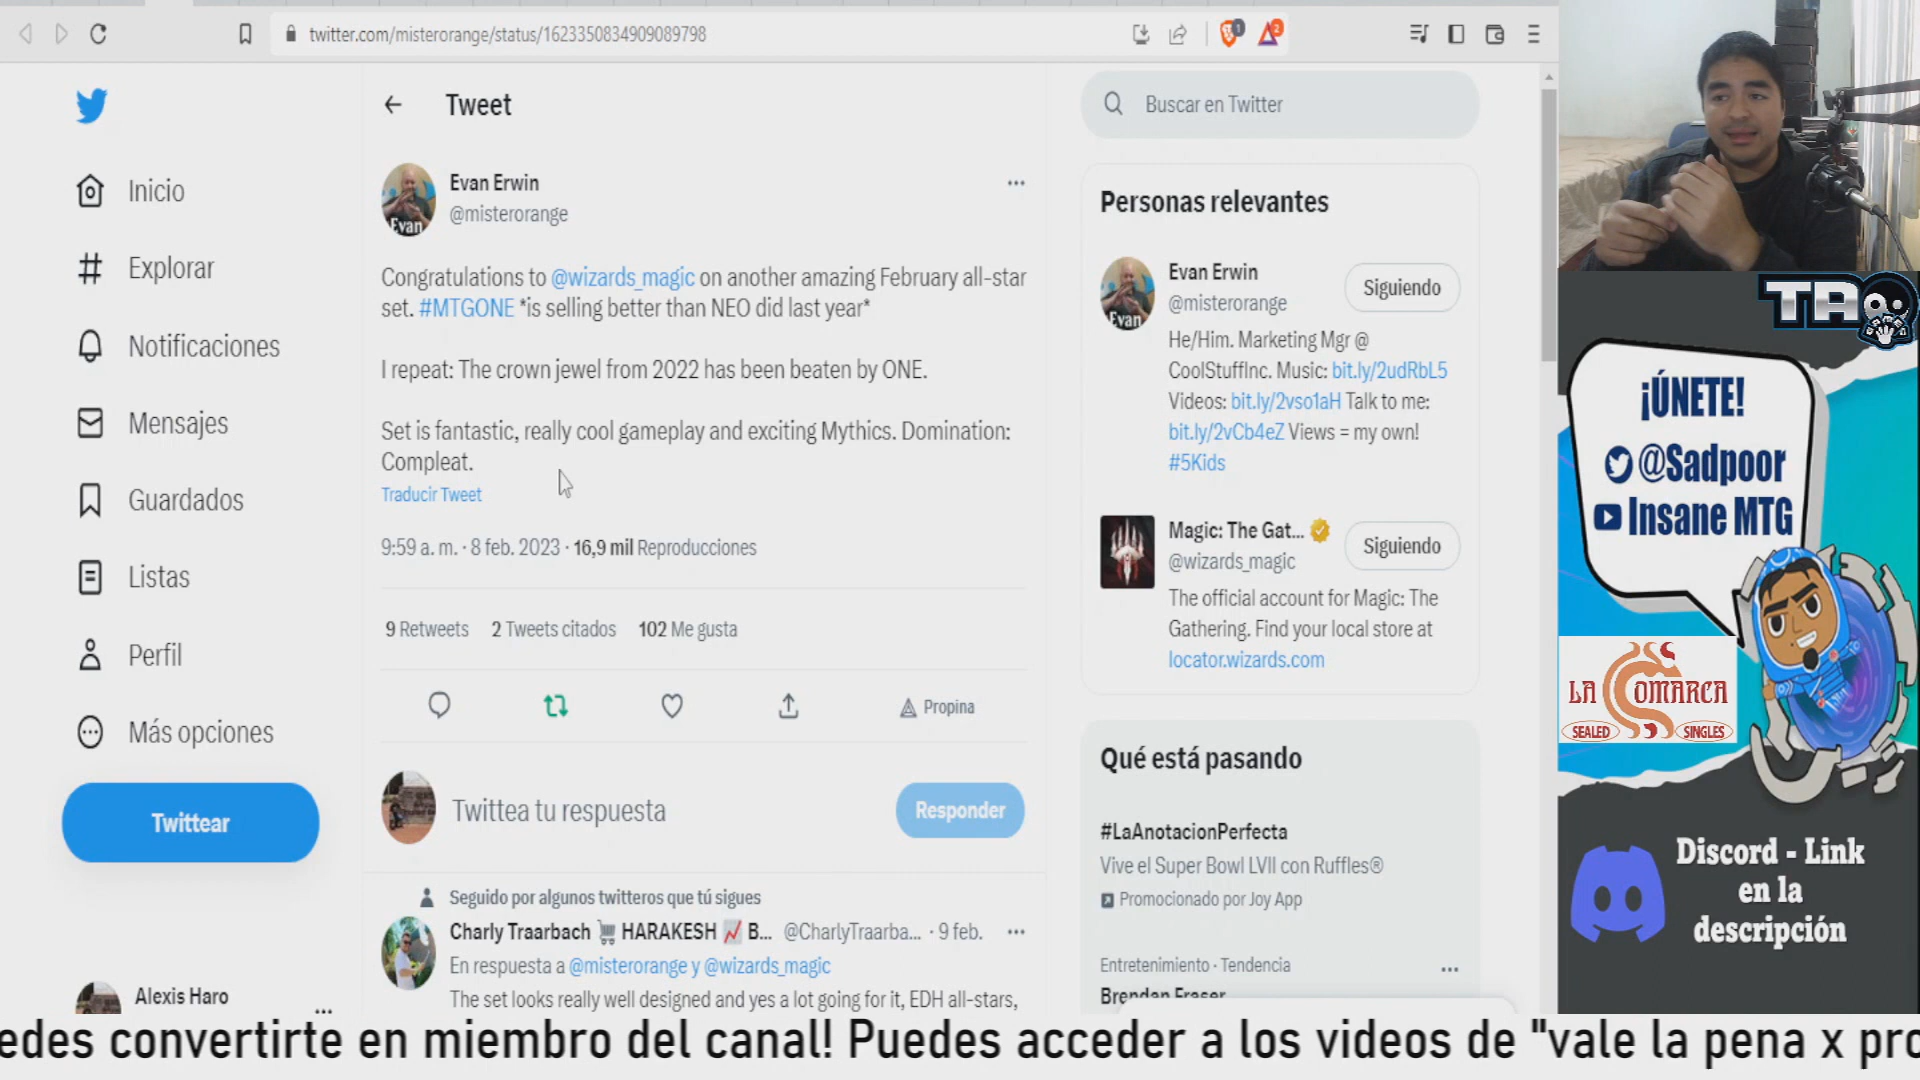 twitter.com/misterorange/status/1623350834909089798
1
2
Inicio
Explorar
Notificaciones
Mensajes
Guardados
Listas
Perfil
Más opciones
Twittear
Alexis Haro
Tweet
Evan Erwin
@misterorange
Evan
Congratulations to @wizards_magic on another amazing February all-star
set. #MTGONE *is selling better than NEO did last year*
I repeat: The crown jewel from 2022 has been beaten by ONE.
Set is fantastic, really cool gameplay and exciting Mythics. Domination:
Compleat.
Traducir Tweet
9:59 a. m. · 8 feb. 2023 · 16,9 mil Reproducciones
9 Retweets 2 Tweets citados 102 Me gusta
Propina
Twittea tu respuesta
Responder
Seguido por algunos twitteros que tú sigues
Charly Traarbach HARAKESH B... @CharlyTraarba... · 9 feb.
En respuesta a @misterorange y @wizards_magic
The set looks really well designed and yes a lot going for it, EDH all-stars,
Buscar en Twitter
Personas relevantes
Evan Erwin
@misterorange
Siguiendo
Evan
He/Him. Marketing Mgr @
CoolStuffInc. Music: bit.ly/2udRbL5
Videos: bit.ly/2vso1aH Talk to me:
bit.ly/2vCb4eZ Views = my own!
#5Kids
Magic: The Gat...
@wizards_magic
Siguiendo
The official account for Magic: The
Gathering. Find your local store at
locator.wizards.com
Qué está pasando
#LaAnotacionPerfecta
Vive el Super Bowl LVII con Ruffles®
Promocionado por Joy App
Entretenimiento · Tendencia
Brendan Fraser
¡ÚNETE!
@Sadpoor
Insane MTG
LA COMARCA
SEALED SINGLES
Discord - Link
en la
descripción
edes convertirte en miembro del canal! Puedes acceder a los videos de "vale la pena x pro